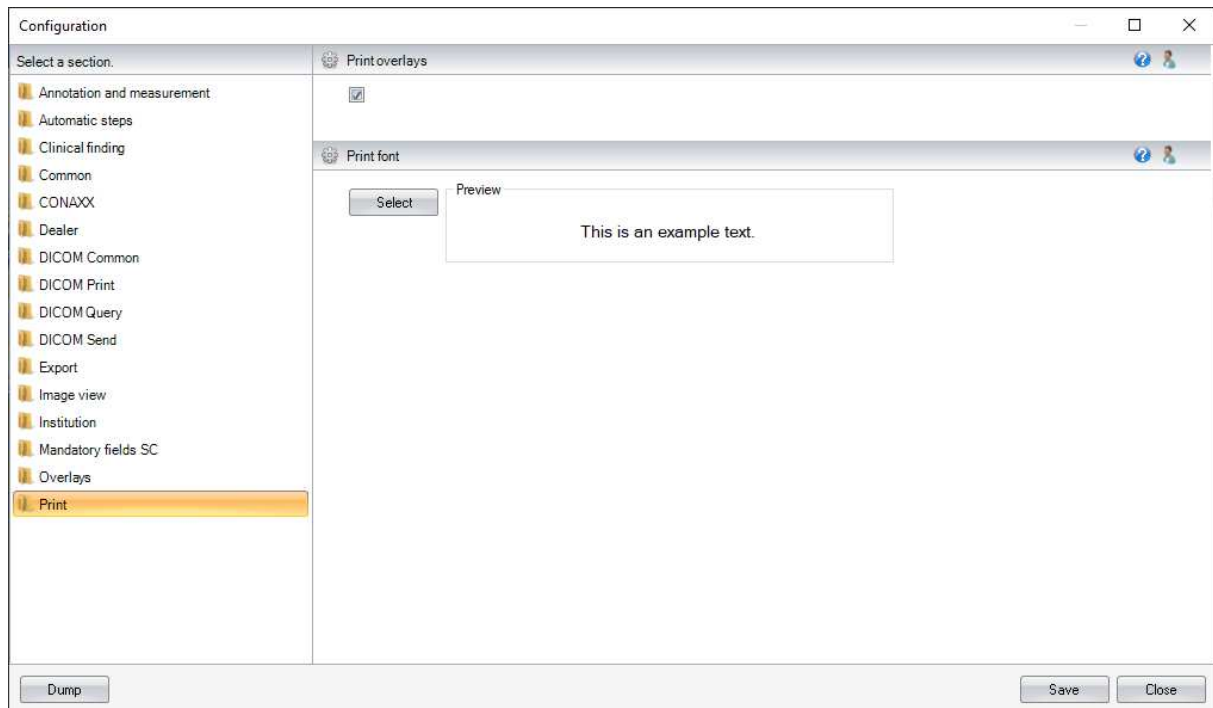 Configuration
Select a section.
Annotation and measurement
Automatic steps
Clinical finding
Common
CONAXX
Dealer
DICOM Common
DICOM Print
DICOM Query
DICOM Send
Export
Image view
Institution
Mandatory fields SC
Overlays
Print
Print overlays
Print font
Select
Preview
This is an example text.
Dump
Save
Close